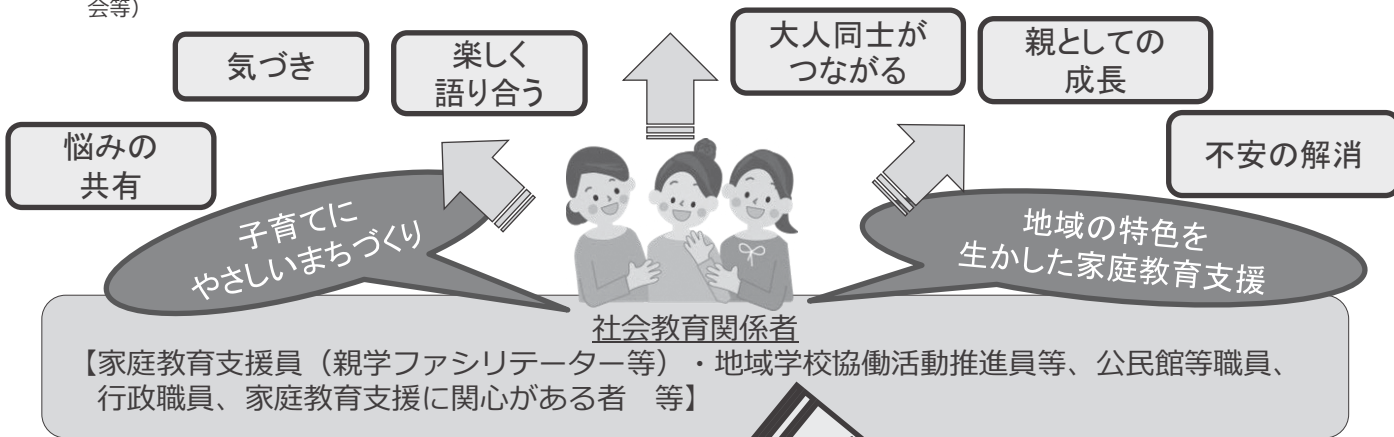 会等）
気づき
楽しく
語り合う
大人同士が
つながる
親としての
成長
悩みの
共有
不安の解消
子育てに
やさしいまちづくり
地域の特色を
生かした家庭教育支援
社会教育関係者
【家庭教育支援員（親学ファシリテーター等）・地域学校協働活動推進員等、公民館等職員、
行政職員、家庭教育支援に関心がある者　等】